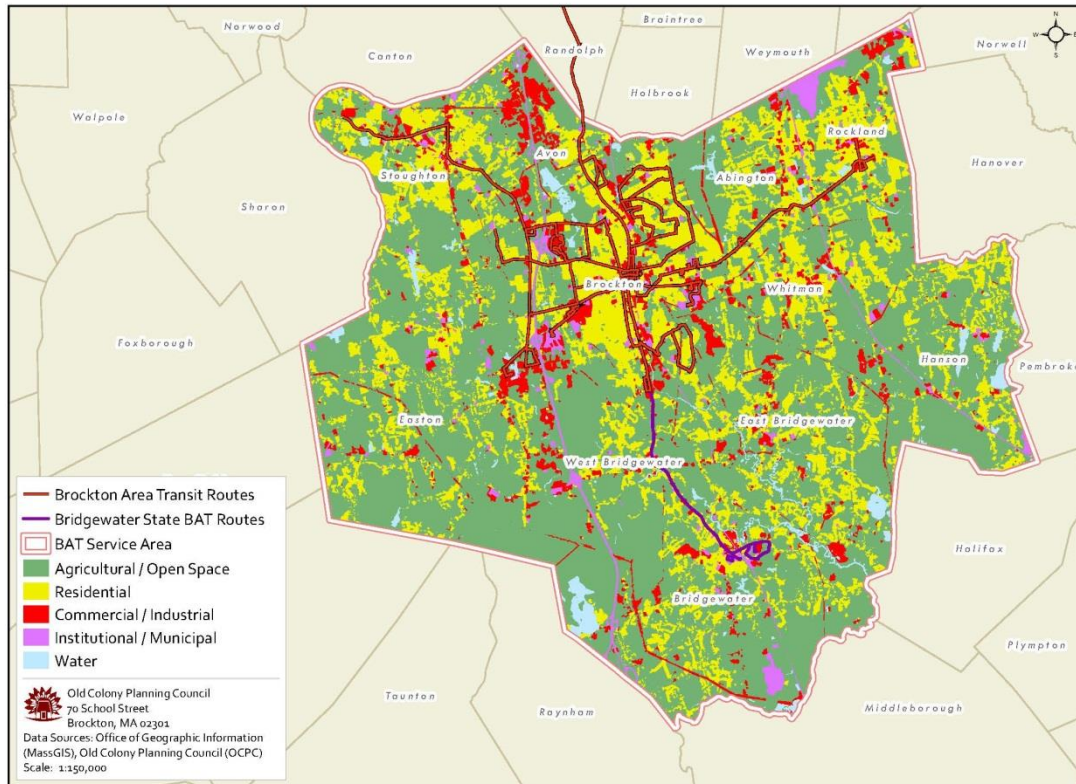 Norwood
Canton
Randolph
Braintree
Weymouth
Norwell
N
W
E
S
Holbrook
Walpole
Rockland
Avon
Hanover
Stoughton
Abington
Sharon
Brockton
Whitman
Foxborough
Hanson
Pembroke
Easton
East Bridgewater
West Bridgewater
Halifax
Bridgewater
Plympton
Taunton
Raynham
Middleborough
Brockton Area Transit Routes
Bridgewater State BAT Routes
BAT Service Area
Agricultural / Open Space
Residential
Commercial / Industrial
Institutional / Municipal
Water
Old Colony Planning Council
70 School Street
Brockton, MA 02301
Data Sources: Office of Geographic Information
(MassGIS), Old Colony Planning Council (OCPC)
Scale: 1:150,000